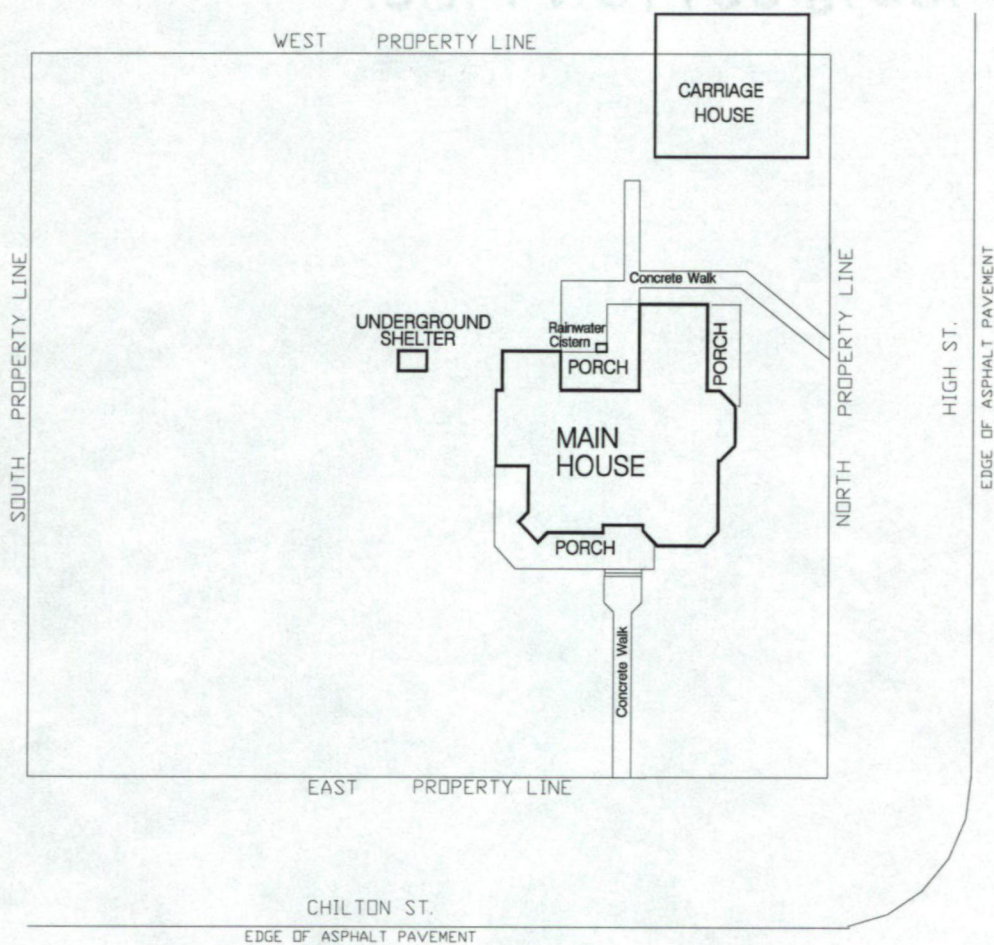 WEST PROPERTY LINE
CARRIAGE
HOUSE
SOUTH PROPERTY LINE
UNDERGROUND
SHELTER
Rainwater
Cistern
Concrete Walk
PORCH
PORCH
MAIN
HOUSE
PORCH
NORTH PROPERTY LINE
HIGH ST.
EDGE OF ASPHALT PAVEMENT
Concrete Walk
EAST PROPERTY LINE
CHILTON ST.
EDGE OF ASPHALT PAVEMENT